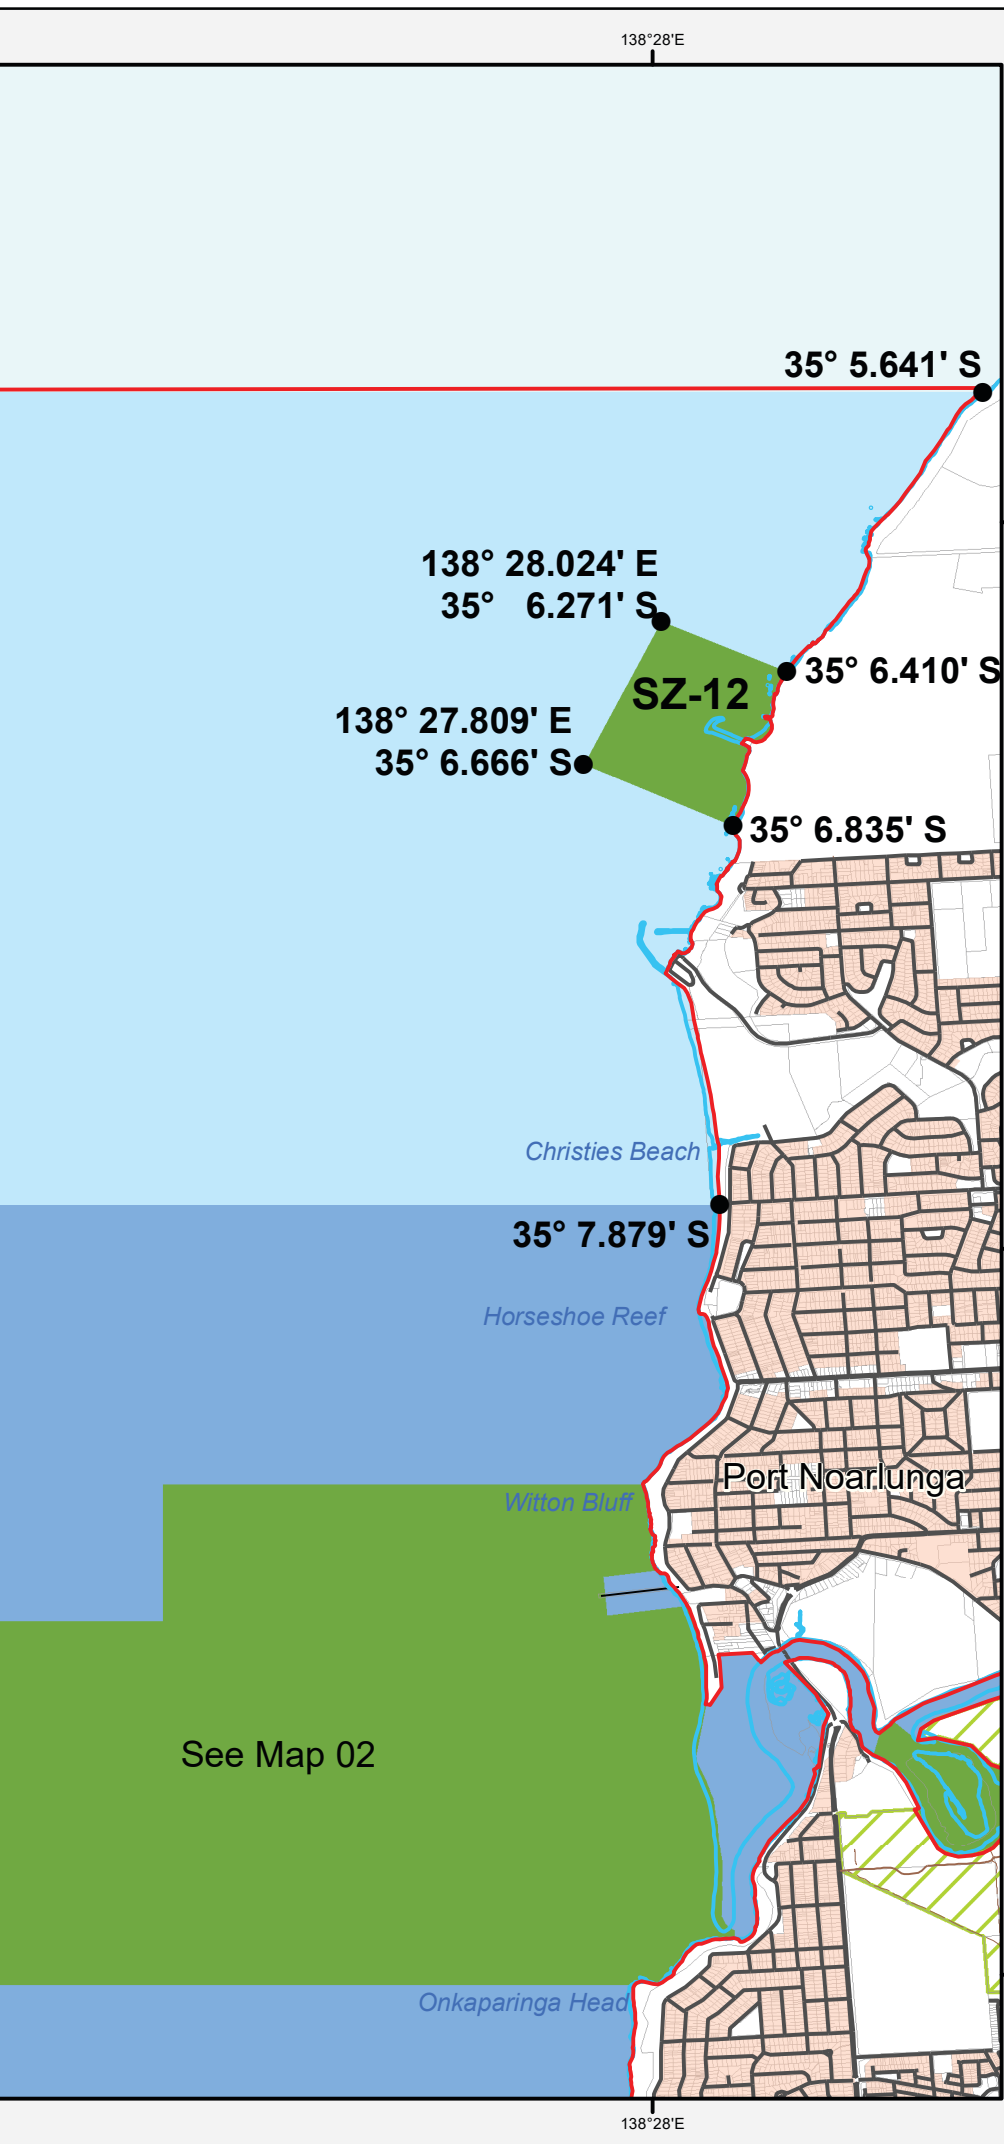 138°28'E
35° 5.641' S
138° 28.024' E
35° 6.271' S
35° 6.410' S
SZ-12
138° 27.809' E
35° 6.666' S
35° 6.835' S
Christies Beach
35° 7.879' S
Horseshoe Reef
Port Noarlunga
Witton Bluff
See Map 02
Onkaparinga Head
138°28'E